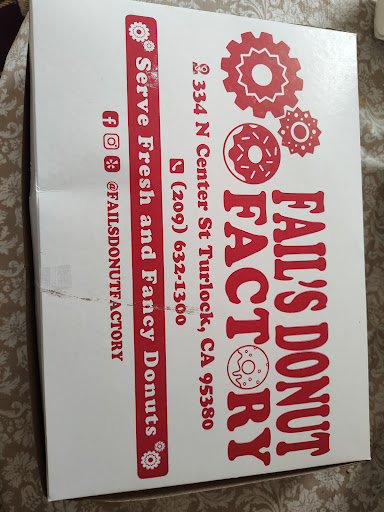 FAIL'S DONUT
FACTORY
334 N Center St Turlock, CA 95380
(209) 632-1300
Serve Fresh and Fancy Donuts
@FAILSDONUTFACTORY